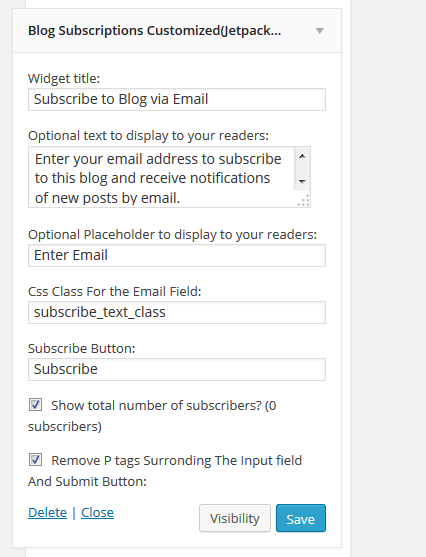 Blog Subscriptions Customized(Jetpack...
Widget title:
Subscribe to Blog via Email
Optional text to display to your readers:
Enter your email address to subscribe
to this blog and receive notifications
of new posts by email.
Optional Placeholder to display to your readers:
Enter Email
Css Class For the Email Field:
subscribe_text_class
Subscribe Button:
Subscribe
Show total number of subscribers? (0
subscribers)
Remove P tags Surronding The Input field
And Submit Button:
Delete | Close
Visibility
Save